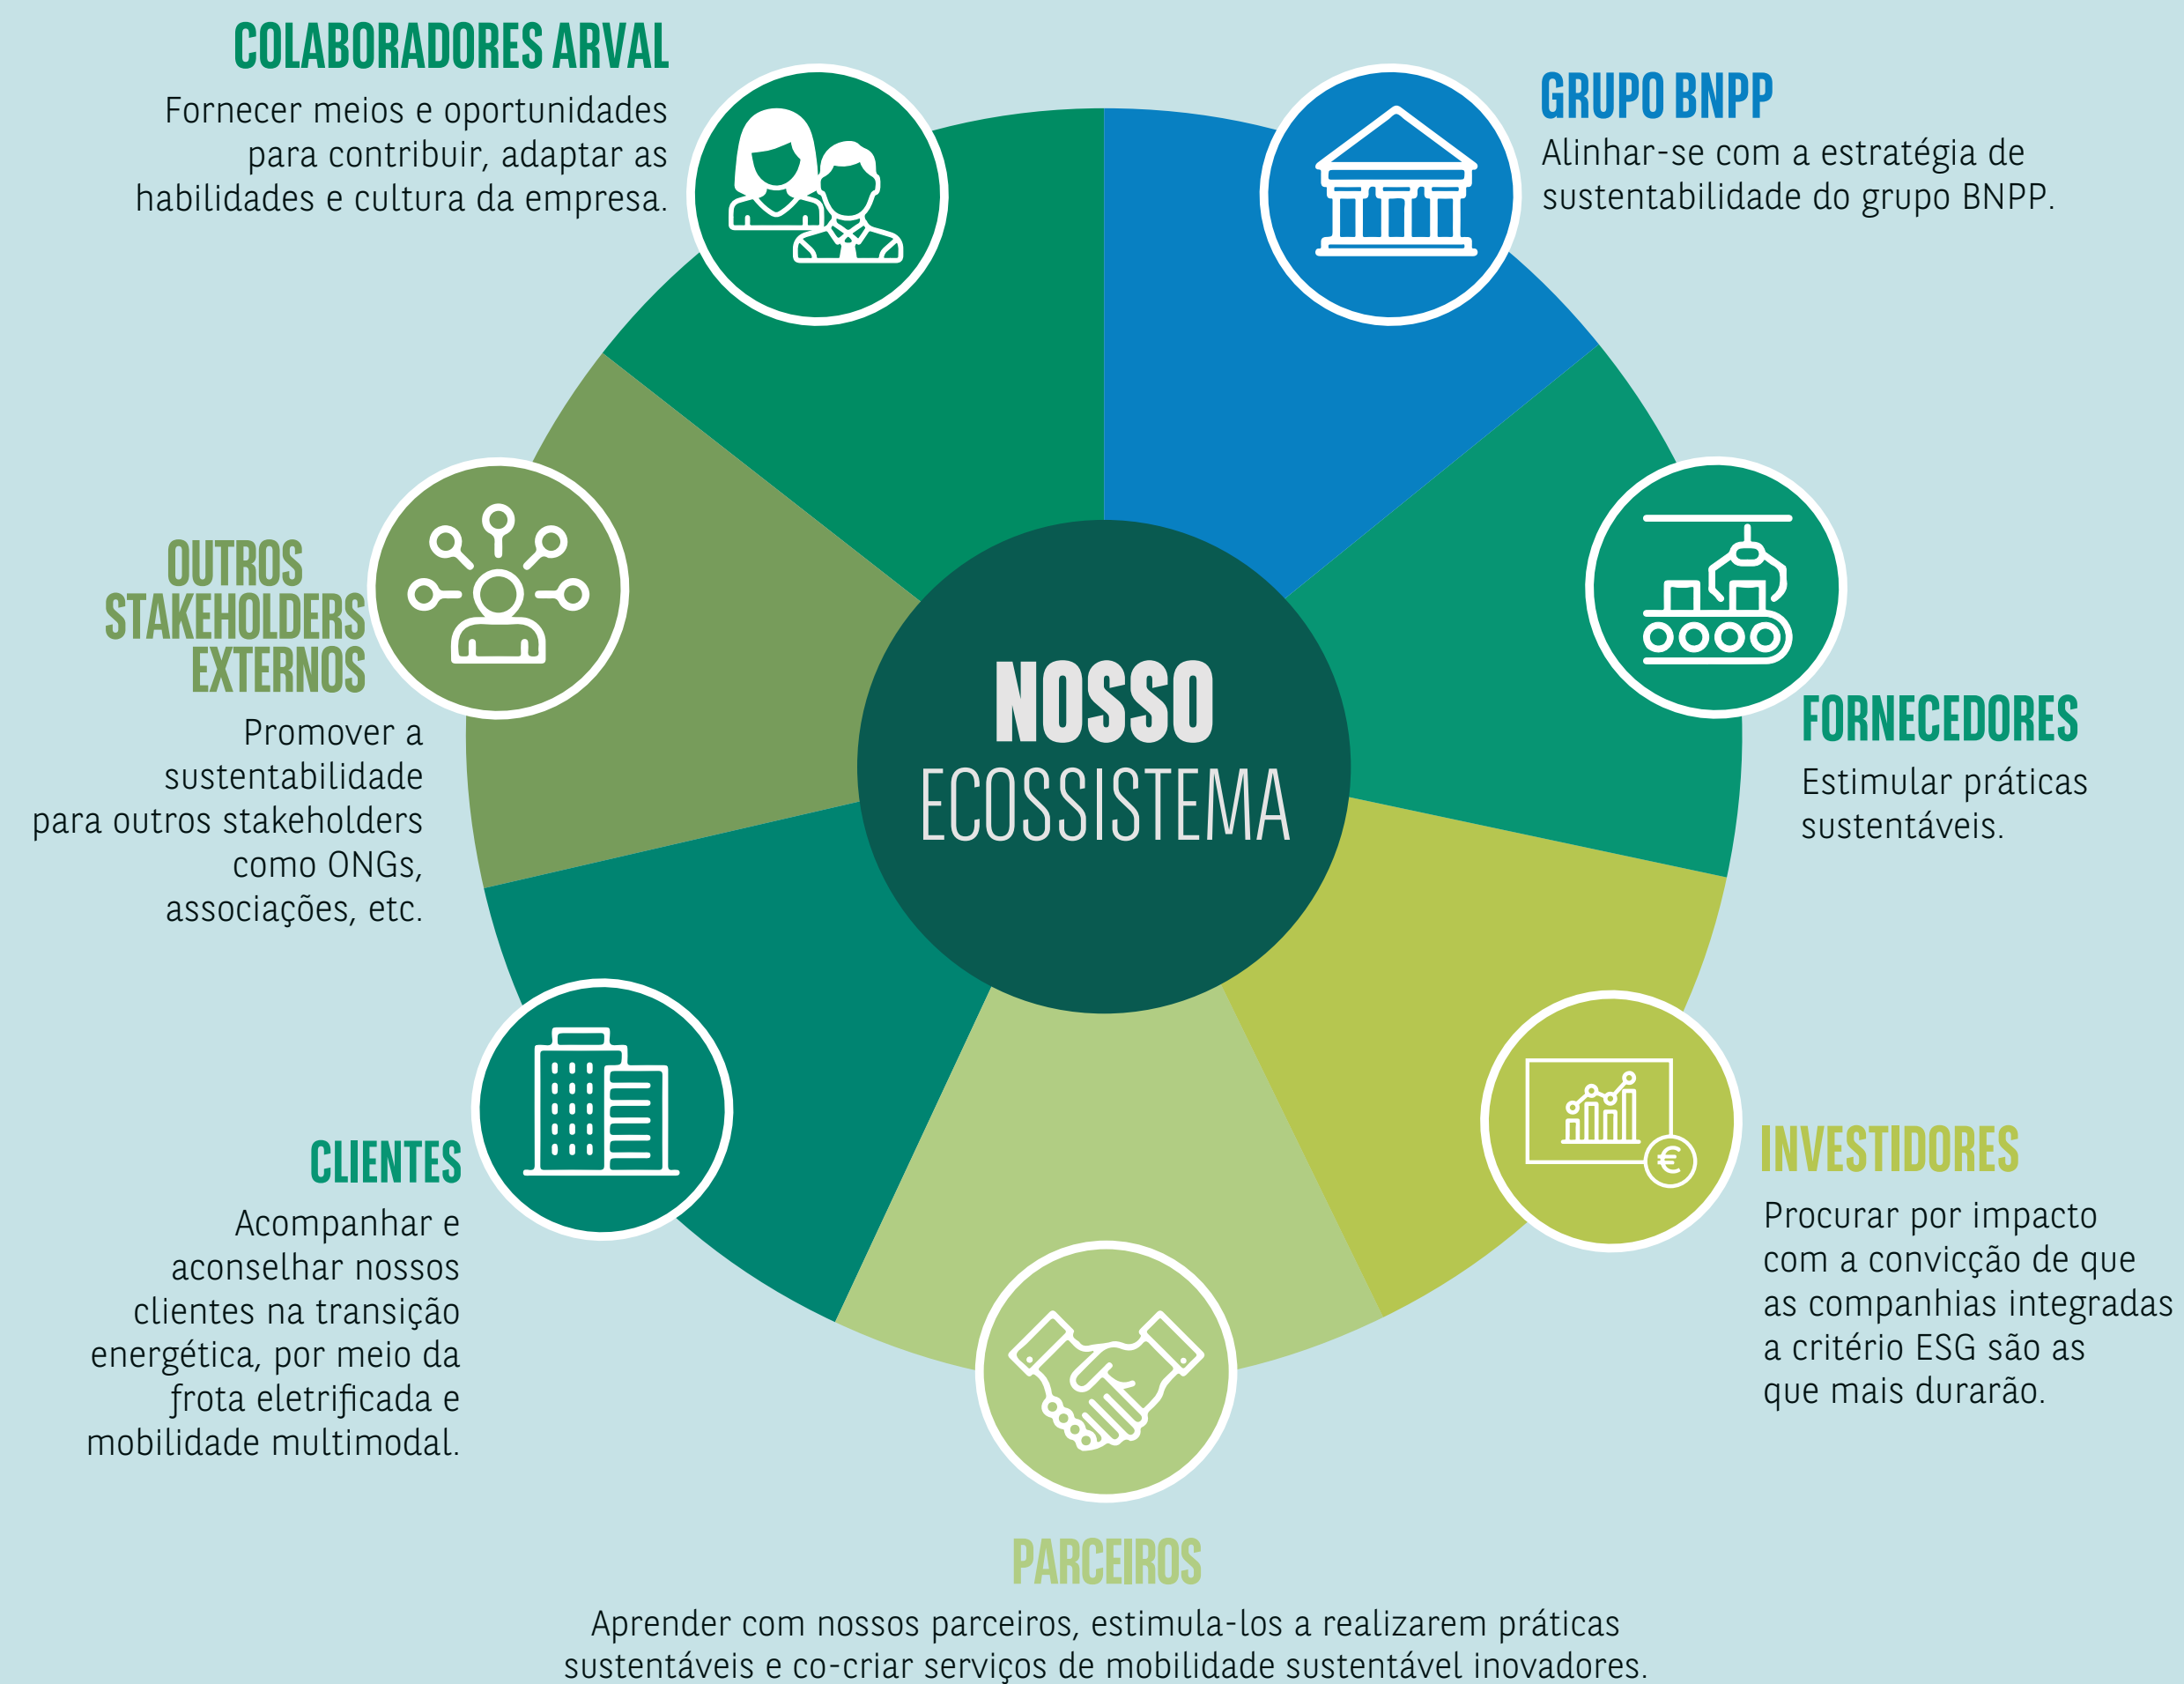 COLABORADORES ARVAL
Fornecer meios e oportunidades
para contribuir, adaptar as
habilidades e cultura da empresa.
GRUPO BNPP
Alinhar-se com a estratégia de
sustentabilidade do grupo BNPP.
OUTROS
STAKEHOLDERS
EXTERNOS
Promover a
sustentabilidade
para outros stakeholders
como ONGs,
associações, etc.
NOSSO
ECOSSISTEMA
FORNECEDORES
Estimular práticas
sustentáveis.
CLIENTES
Acompanhar e
aconselhar nossos
clientes na transição
energética, por meio da
frota eletrificada e
mobilidade multimodal.
INVESTIDORES
Procurar por impacto
com a convicção de que
as companhias integradas
a critério ESG são as
que mais durarão.
€
PARCEIROS
Aprender com nossos parceiros, estimula-los a realizarem práticas
sustentáveis e co-criar serviços de mobilidade sustentável inovadores.